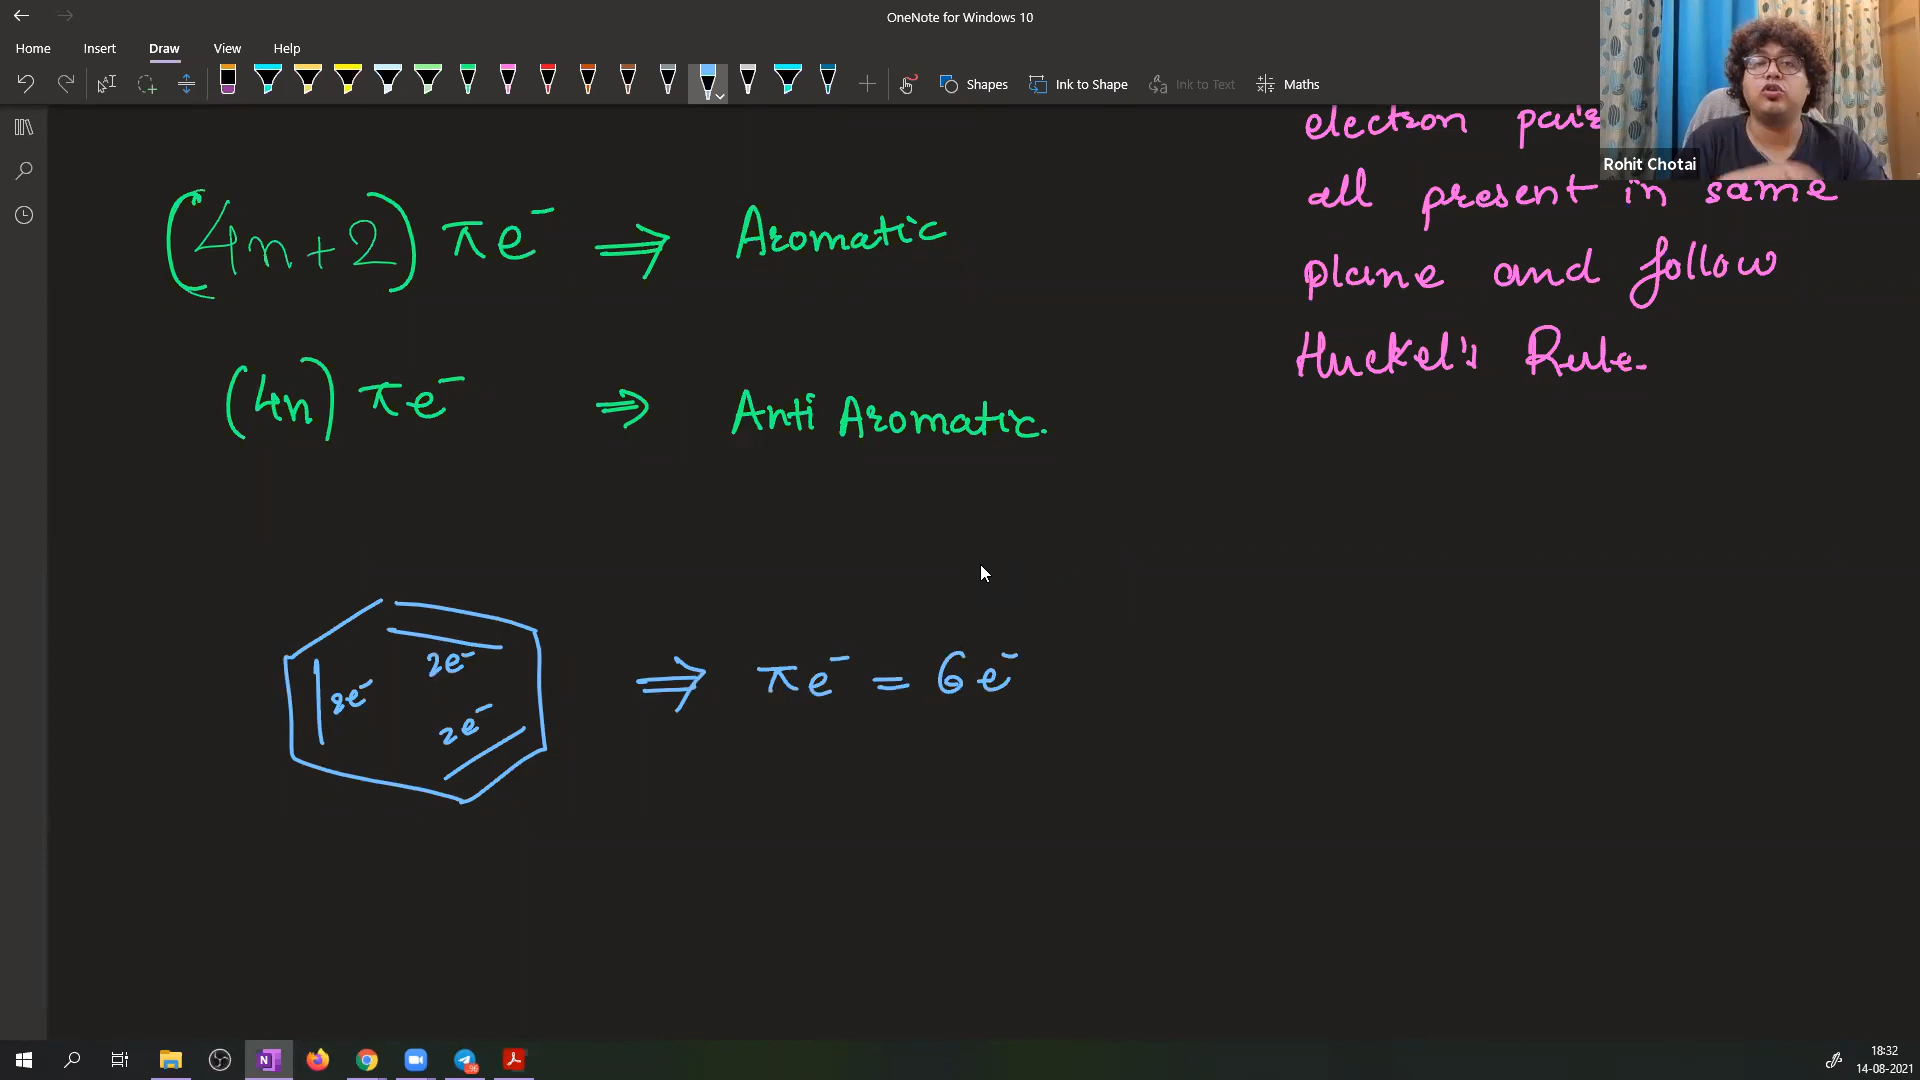 OneNote for Windows 10
Home Insert Draw View Help
Shapes Ink to Shape Ink to Text Maths
Rohit Chotai
electron pair
all present in same
plane and follow
Huckel's Rule.
(4n+2) πe⁻ ⇒ Aromatic
(4n) πe⁻ ⇒ Anti Aromatic.
2e⁻
2e⁻
⇒ πe⁻ = 6e⁻
18:32
14-08-2021